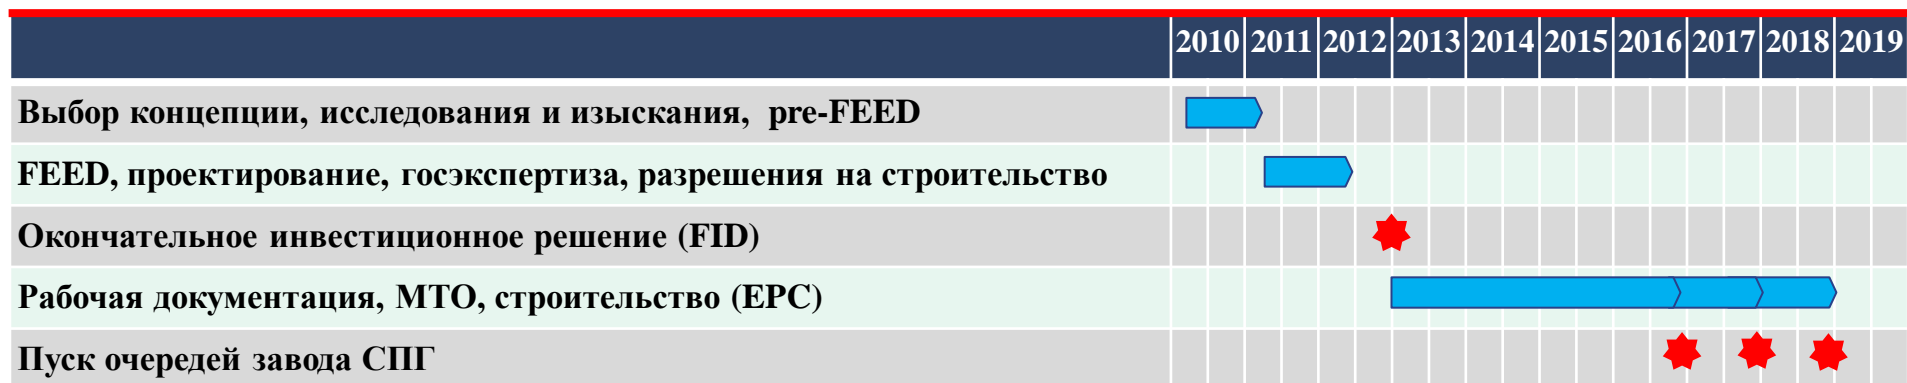 2010 2011 2012 2013 2014 2015 2016 2017 2018 2019
Выбор концепции, исследования и изыскания, pre-FEED
FEED, проектирование, госэкспертиза, разрешения на строительство
Окончательное инвестиционное решение (FID)
Рабочая документация, МТО, строительство (EPC)
Пуск очередей завода СПГ